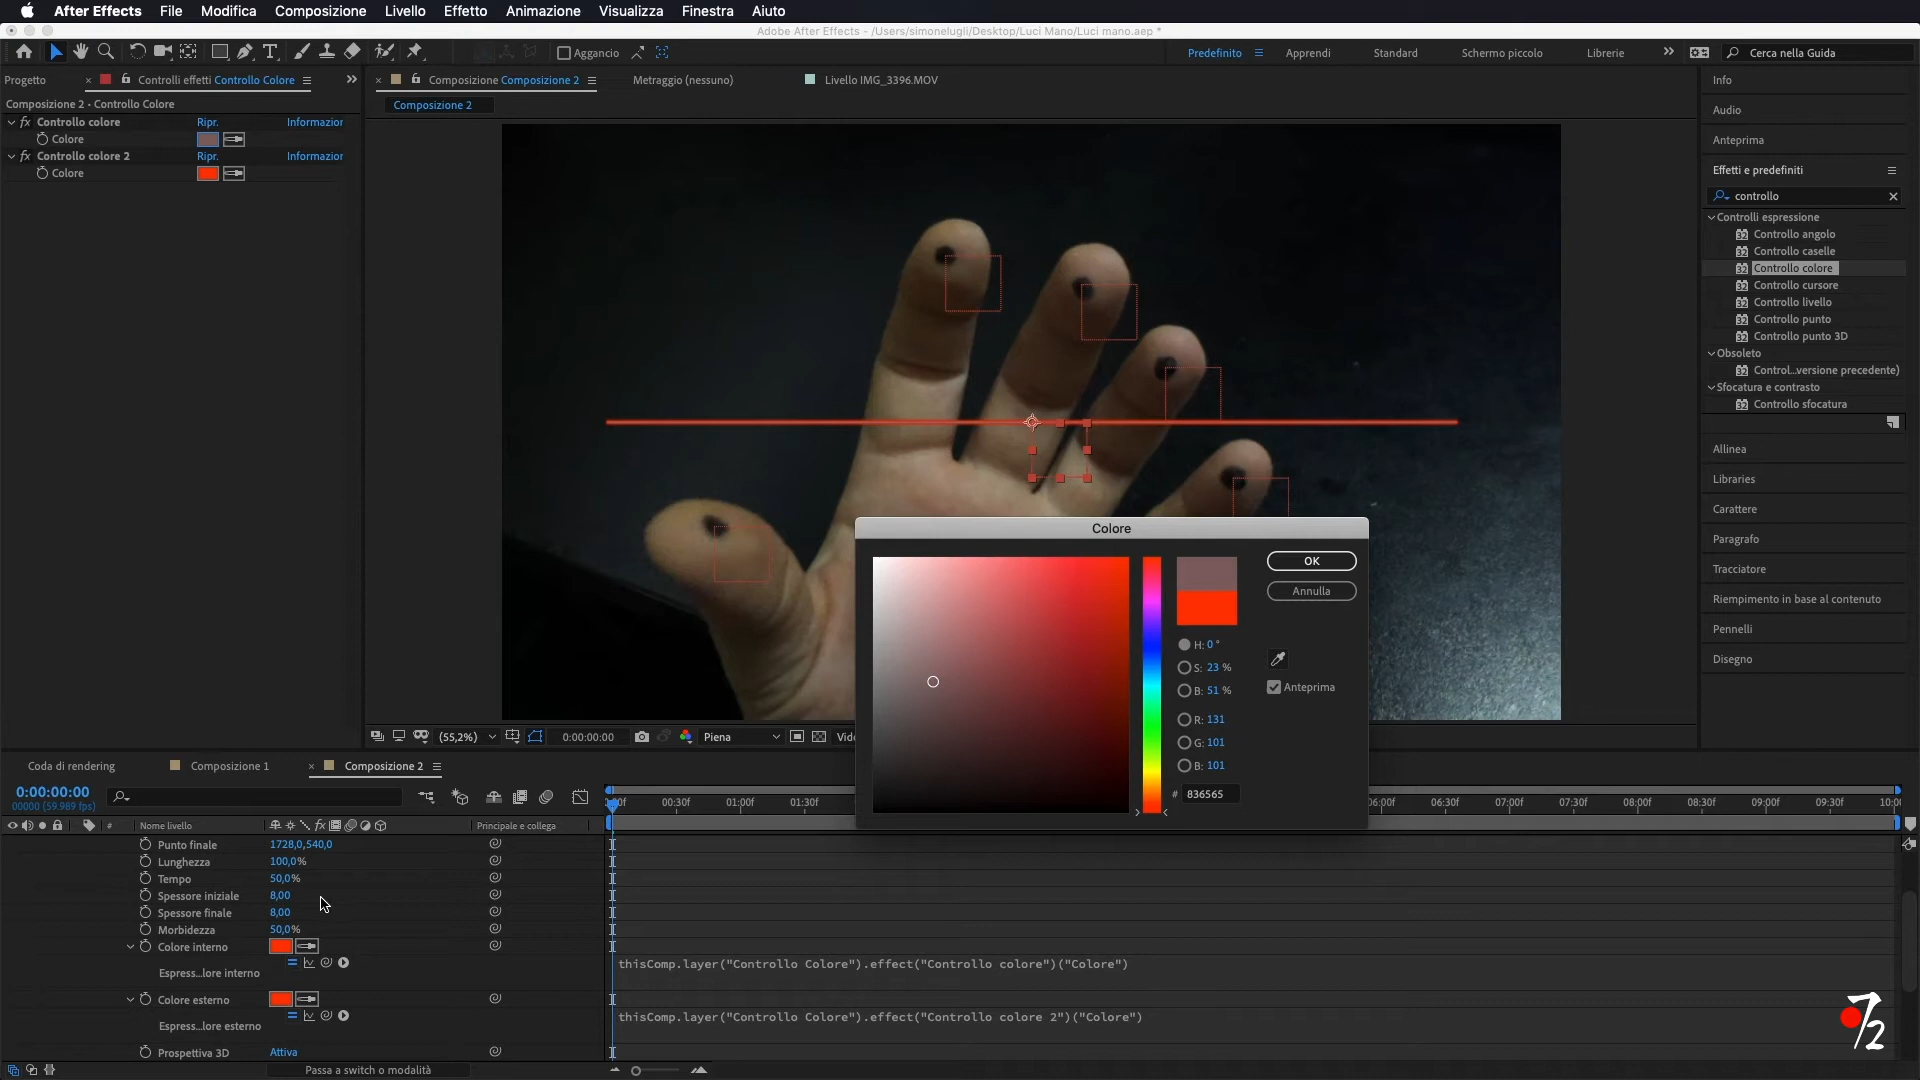 After Effects File Modifica Composizione Livello Effetto Animazione Visualizza Finestra Aiuto
Adobe After Effects - /Users/simonelugli/Desktop/Luci Mano/Luci mano.aep *
Aggancio Predefinito Apprendi Standard Schermo piccolo Librerie Cerca nella Guida
Progetto Controlli effetti Controllo Colore Composizione Composizione 2 Metraggio (nessuno) Livello IMG_3396.MOV Info
Composizione 2 • Controllo Colore Composizione 2
Audio
Controllo colore Ripr. Informazior
Colore
Anteprima
Controllo colore 2 Ripr. Informazior
Colore
Effetti e predefiniti
controllo
Controlli espressione
Controllo angolo
Controllo caselle
Controllo colore
Controllo cursore
Controllo livello
Controllo punto
Controllo punto 3D
Obsoleto
Control...versione precedente)
Sfocatura e contrasto
Controllo sfocatura
Allinea
Libraries
Carattere
Paragrafo
Tracciatore
Riempimento in base al contenuto
Pennelli
Disegno
Colore
OK
Annulla
H: 0 °
S: 23 %
B: 51 %
Anteprima
R: 131
G: 101
B: 101
# 836565
(55,2%) 0:00:00:00 Piena
Coda di rendering Composizione 1 Composizione 2
0:00:00:00
00000 (59.989 fps)
00:30f 01:00f 01:30f 06:00f 06:30f 07:00f 07:30f 08:00f 08:30f 09:00f 09:30f
# Nome livello Principale e collega
Punto finale 1728,0,540,0
Lunghezza 100,0%
Tempo 50,0%
Spessore iniziale 8,00
Spessore finale 8,00
Morbidezza 50,0%
Colore interno
Espress...lore interno thisComp.layer("Controllo Colore").effect("Controllo colore")("Colore")
Colore esterno
Espress...lore esterno thisComp.layer("Controllo Colore").effect("Controllo colore 2")("Colore")
Prospettiva 3D Attiva
Passa a switch o modalità
7/2